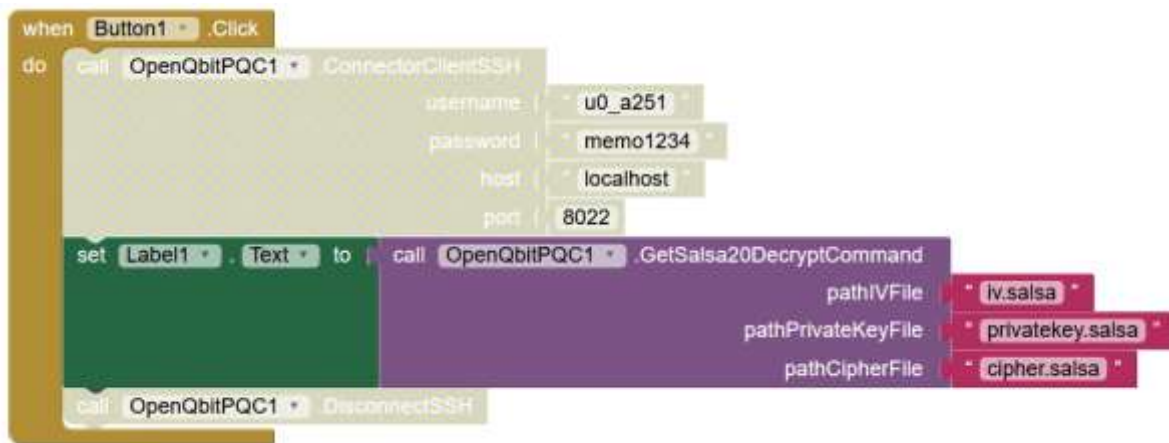 when Button1 .Click
do call OpenQbitPQC1 .ConnectorClientSSH
username " u0_a251 "
password " memo1234 "
host " localhost "
port 8022
set Label1 . Text to call OpenQbitPQC1 .GetSalsa20DecryptCommand
pathIVFile " iv.salsa "
pathPrivateKeyFile " privatekey.salsa "
pathCipherFile " cipher.salsa "
call OpenQbitPQC1 .DisconnectSSH